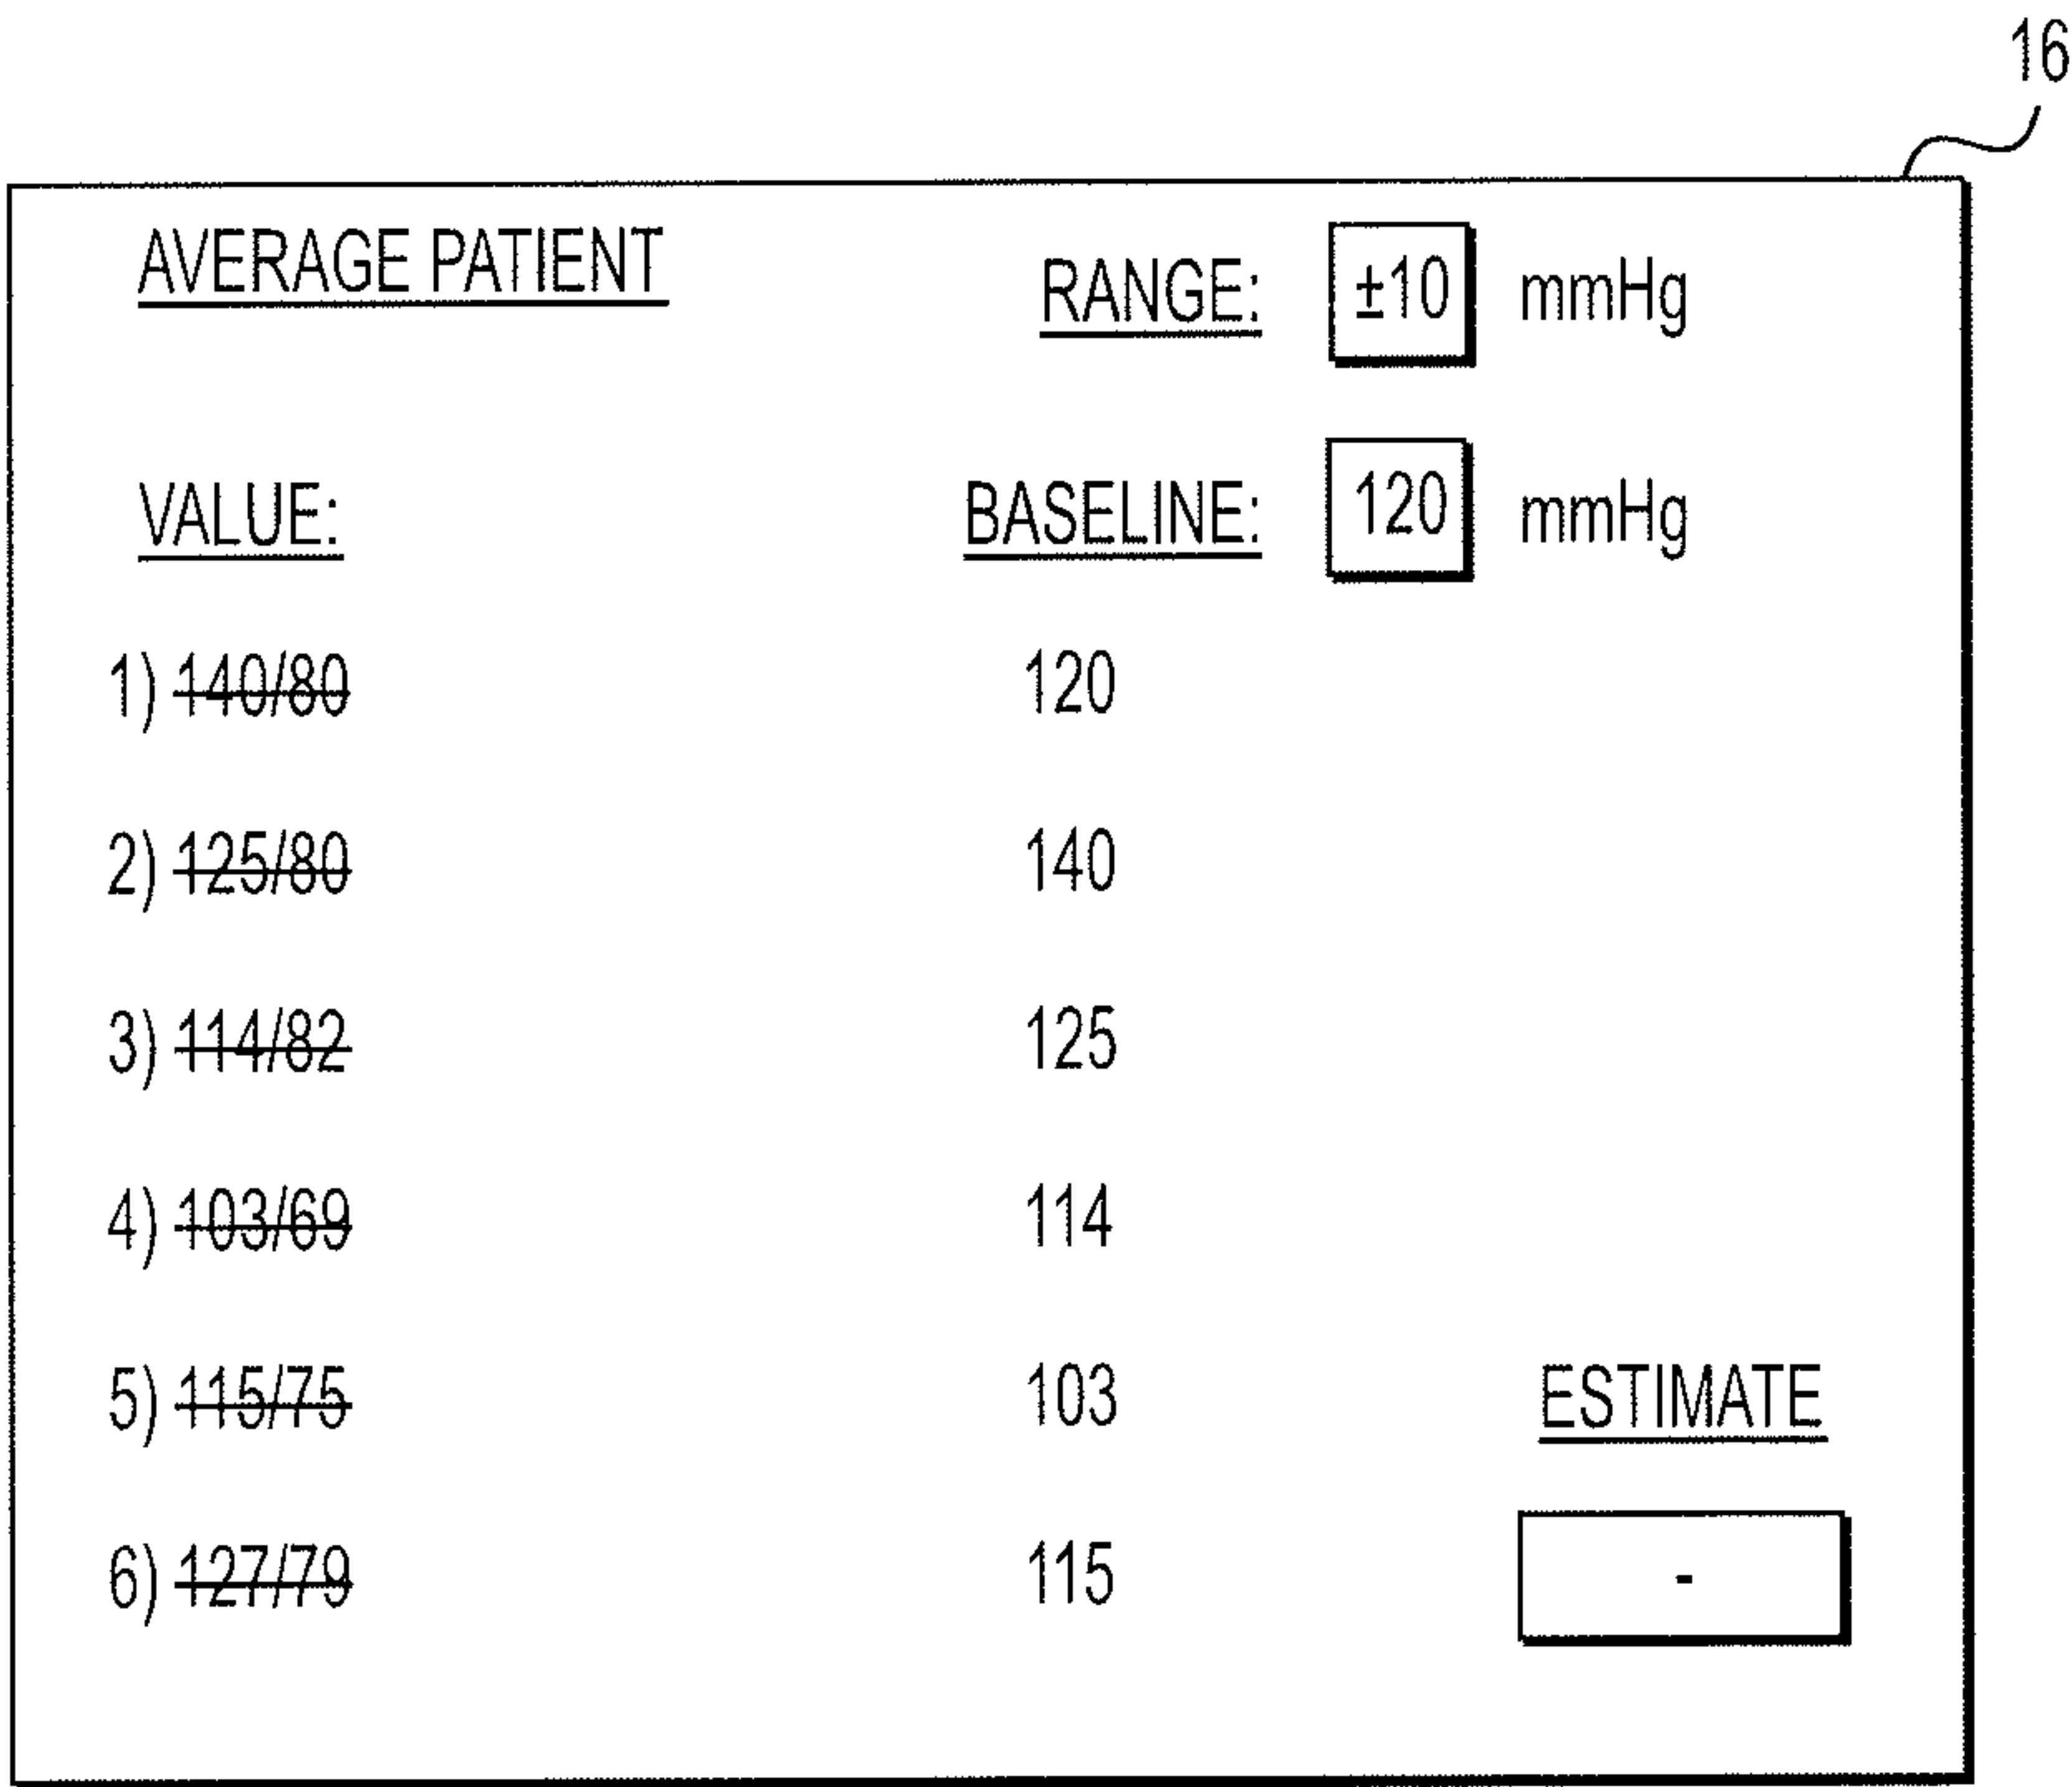 16
AVERAGE PATIENT
RANGE: ±10 mmHg
VALUE: BASELINE: 120 mmHg
1) 140/80 120
2) 125/80 140
3) 114/82 125
4) 103/69 114
5) 115/75 103 ESTIMATE
6) 127/79 115 -